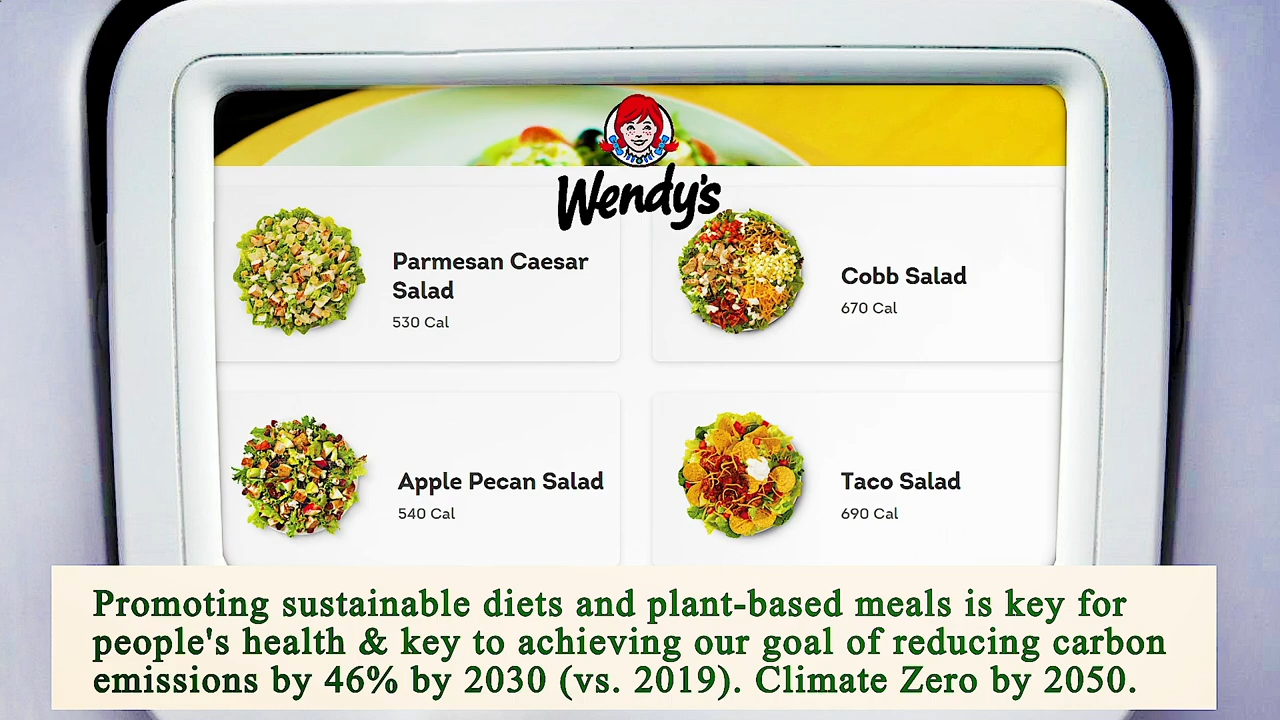 Wendy's
Parmesan Caesar
Salad
530 Cal
Cobb Salad
670 Cal
Apple Pecan Salad
540 Cal
Taco Salad
690 Cal
Promoting sustainable diets and plant-based meals is key for
people's health & key to achieving our goal of reducing carbon
emissions by 46% by 2030 (vs. 2019). Climate Zero by 2050.